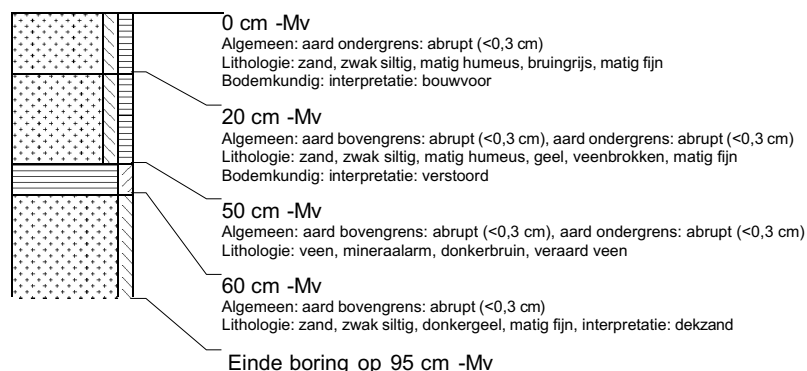 0 cm -Mv
Algemeen: aard ondergrens: abrupt (<0,3 cm)
Lithologie: zand, zwak siltig, matig humeus, bruingrijs, matig fijn
Bodemkundig: interpretatie: bouwvoor
20 cm -Mv
Algemeen: aard bovengrens: abrupt (<0,3 cm), aard ondergrens: abrupt (<0,3 cm)
Lithologie: zand, zwak siltig, matig humeus, geel, veenbrokken, matig fijn
Bodemkundig: interpretatie: verstoord
50 cm -Mv
Algemeen: aard bovengrens: abrupt (<0,3 cm), aard ondergrens: abrupt (<0,3 cm)
Lithologie: veen, mineraalarm, donkerbruin, veraard veen
60 cm -Mv
Algemeen: aard bovengrens: abrupt (<0,3 cm)
Lithologie: zand, zwak siltig, donkergeel, matig fijn, interpretatie: dekzand
Einde boring op 95 cm -Mv